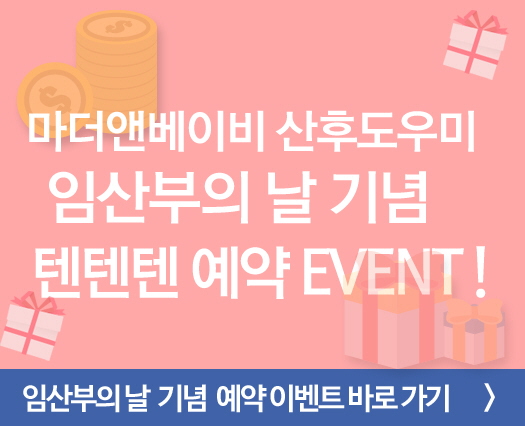 마더앤베이비 산후도우미
임산부의 날 기념
텐텐텐 예약 EVENT !
임산부의 날 기념 예약 이벤트 바로 가기 〉